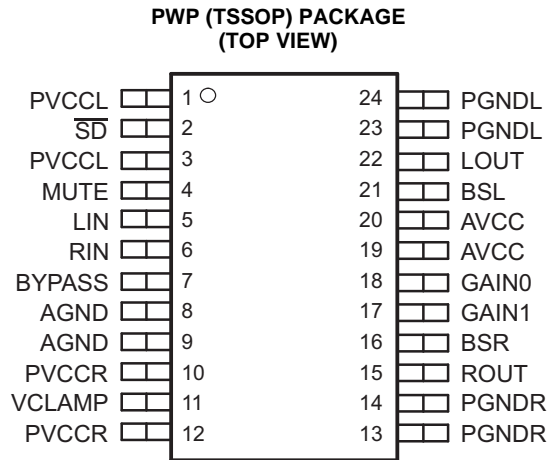 PWP (TSSOP) PACKAGE
(TOP VIEW)
PVCCL 1 24 PGNDL
SD 2 23 PGNDL
PVCCL 3 22 LOUT
MUTE 4 21 BSL
LIN 5 20 AVCC
RIN 6 19 AVCC
BYPASS 7 18 GAIN0
AGND 8 17 GAIN1
AGND 9 16 BSR
PVCCR 10 15 ROUT
VCLAMP 11 14 PGNDR
PVCCR 12 13 PGNDR